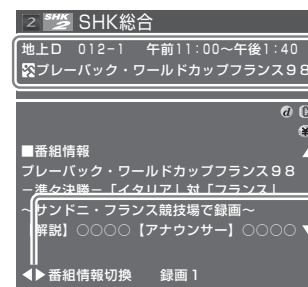 2 SHK2 SHK総合
地上D 012-1 午前11:00~午後1:40
プレーバック・ワールドカップフランス98
d
■番組情報
プレーバック・ワールドカップフランス98
-準々決勝-「イタリア」対「フランス」
~サンドニ・フランス競技場で録画~
【解説】○○○○【アナウンサー】○○○○
◀▶番組情報切換 録画1